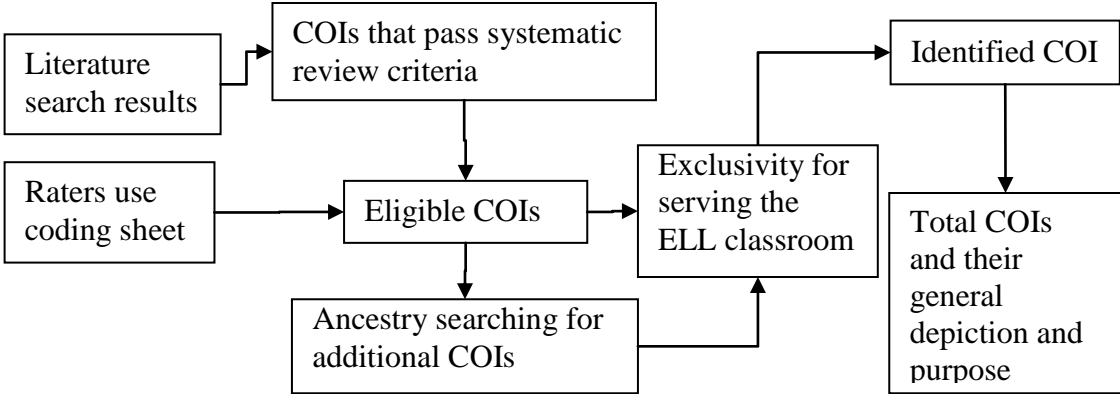 Literature
search results
COIs that pass systematic
review criteria
Raters use
coding sheet
Eligible COIs
Ancestry searching for
additional COIs
Exclusivity for
serving the
ELL classroom
Identified COI
Total COIs
and their
general
depiction and
purpose